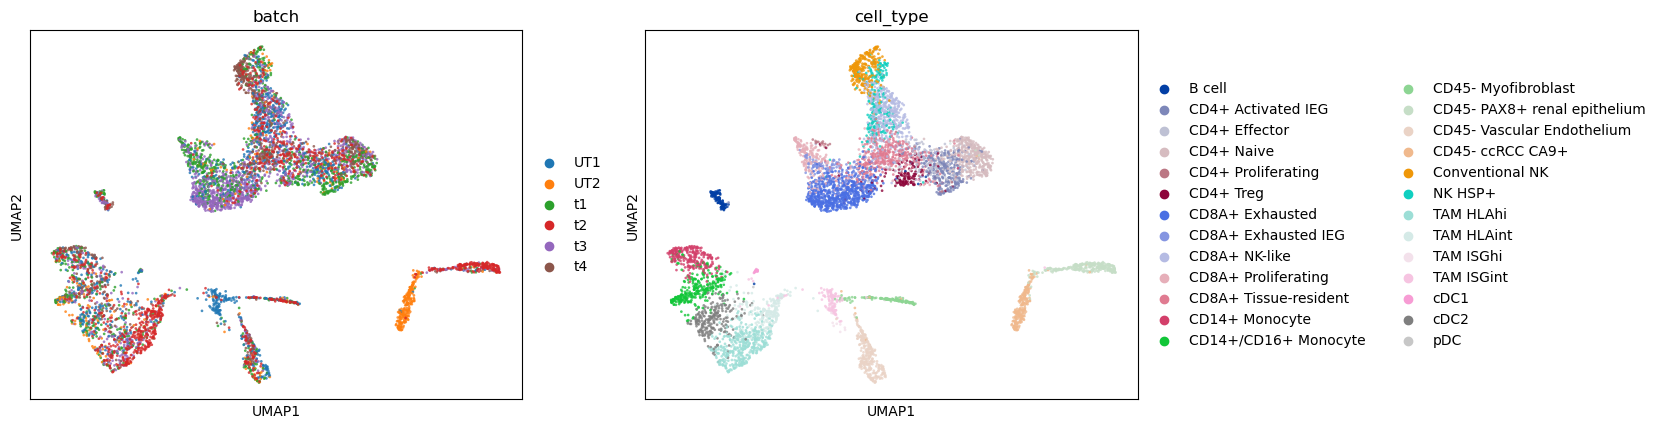 batch
UMAP2
UMAP1
UT1
UT2
t1
t2
t3
t4
cell_type
UMAP2
UMAP1
B cell
CD4+ Activated IEG
CD4+ Effector
CD4+ Naive
CD4+ Proliferating
CD4+ Treg
CD8A+ Exhausted
CD8A+ Exhausted IEG
CD8A+ NK-like
CD8A+ Proliferating
CD8A+ Tissue-resident
CD14+ Monocyte
CD14+/CD16+ Monocyte
CD45- Myofibroblast
CD45- PAX8+ renal epithelium
CD45- Vascular Endothelium
CD45- ccRCC CA9+
Conventional NK
NK HSP+
TAM HLAhi
TAM HLAint
TAM ISGhi
TAM ISGint
cDC1
cDC2
pDC